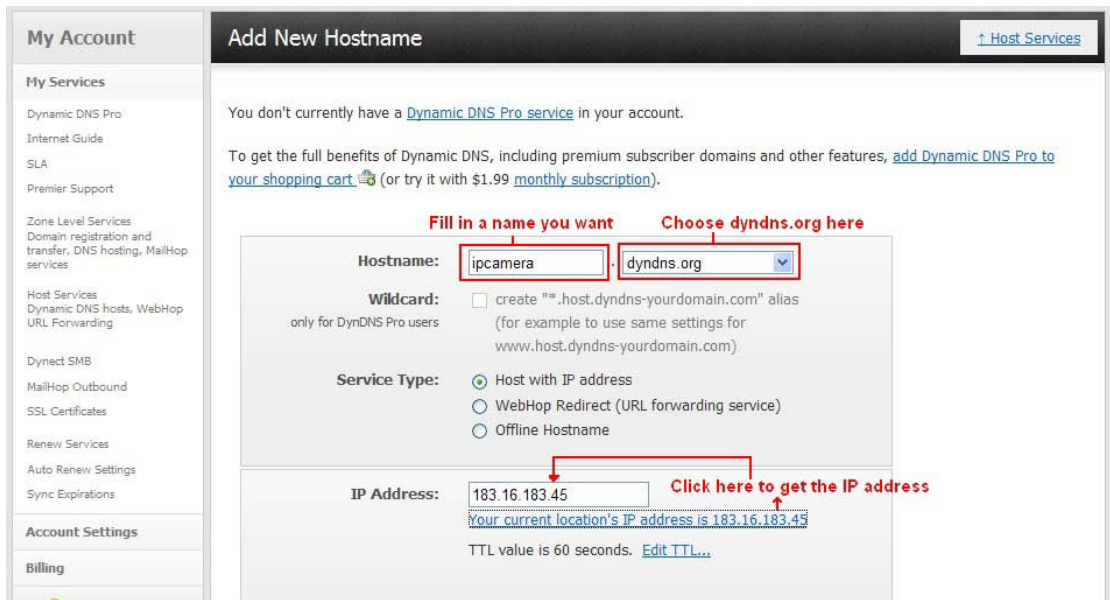 My Account
My Services
Dynamic DNS Pro
Internet Guide
SLA
Premier Support
Zone Level Services
Domain registration and
transfer, DNS hosting, MailHop
services
Host Services
Dynamic DNS hosts, WebHop
URL Forwarding
Dynect SMB
MailHop Outbound
SSL Certificates
Renew Services
Auto Renew Settings
Sync Expirations
Account Settings
Billing
Add New Hostname
↑ Host Services
You don't currently have a Dynamic DNS Pro service in your account.
To get the full benefits of Dynamic DNS, including premium subscriber domains and other features, add Dynamic DNS Pro to
your shopping cart (or try it with $1.99 monthly subscription).
Fill in a name you want Choose dyndns.org here
Hostname: ipcamera . dyndns.org
Wildcard: create "*.host.dyndns-yourdomain.com" alias
only for DynDNS Pro users (for example to use same settings for
www.host.dyndns-yourdomain.com)
Service Type: Host with IP address
WebHop Redirect (URL forwarding service)
Offline Hostname
Click here to get the IP address
IP Address: 183.16.183.45
Your current location's IP address is 183.16.183.45
TTL value is 60 seconds. Edit TTL...